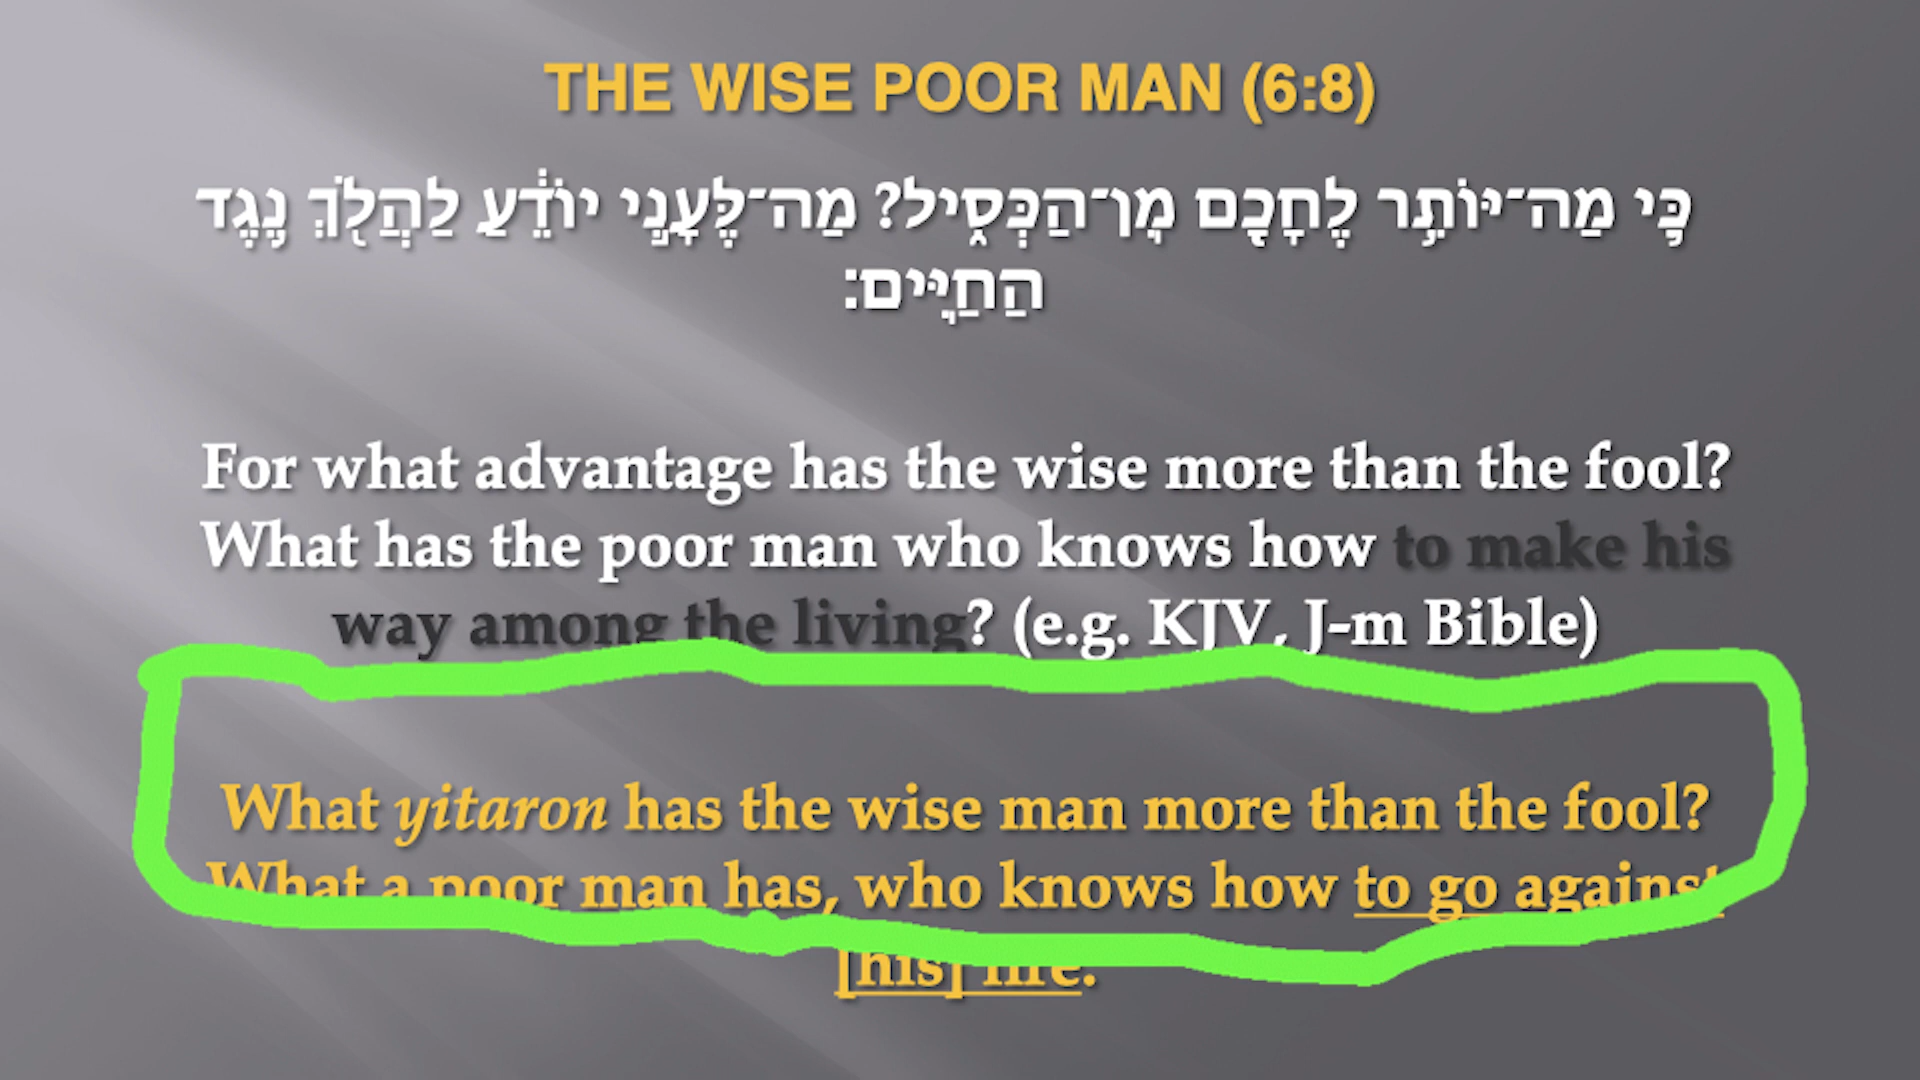 THE WISE POOR MAN (6:8)
כִּ֛י מַה־יּוֹתֵ֥ר לֶחָכָ֖ם מִֽן־הַכְּסִ֑יל? מַה־לֶּעָנִ֣י יוֹדֵ֔עַ לַהֲלֹ֖ךְ נֶ֥גֶד
הַחַיִּֽים׃
For what advantage has the wise more than the fool?
What has the poor man who knows how to make his
way among the living? (e.g. KJV, J-m Bible)
What yitaron has the wise man more than the fool?
What a poor man has, who knows how to go against
[his] life.